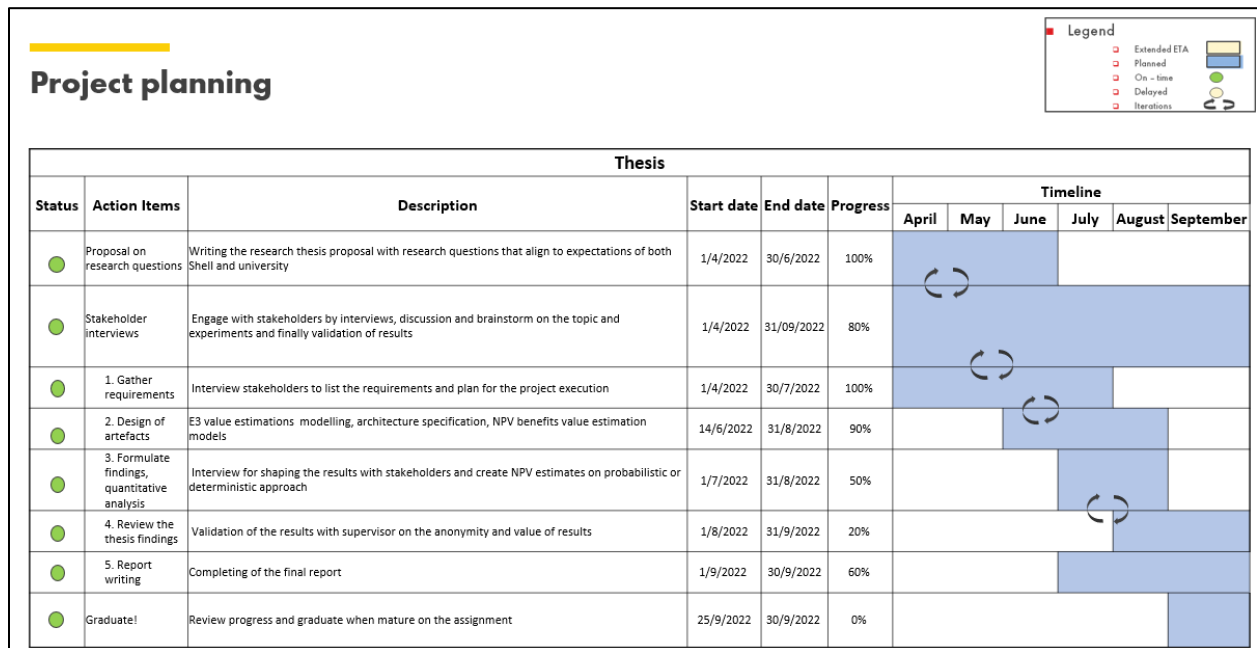 Project planning
Legend
Extended ETA
Planned
On – time
Delayed
Iterations
Thesis
Status Action Items Description Start date End date Progress Timeline
April May June July August September
Proposal on
research questions
Writing the research thesis proposal with research questions that align to expectations of both
Shell and university
1/4/2022 30/6/2022 100%
Stakeholder
interviews
Engage with stakeholders by interviews, discussion and brainstorm on the topic and
experiments and finally validation of results
1/4/2022 31/09/2022 80%
1. Gather
requirements
Interview stakeholders to list the requirements and plan for the project execution
1/4/2022 30/7/2022 100%
2. Design of
artefacts
E3 value estimations modelling, architecture specification, NPV benefits value estimation
models
14/6/2022 31/8/2022 90%
3. Formulate
findings,
quantitative
analysis
Interview for shaping the results with stakeholders and create NPV estimates on probabilistic or
deterministic approach
1/7/2022 31/8/2022 50%
4. Review the
thesis findings
Validation of the results with supervisor on the anonymity and value of results
1/8/2022 31/9/2022 20%
5. Report
writing
Completing of the final report
1/9/2022 30/9/2022 60%
Graduate!
Review progress and graduate when mature on the assignment
25/9/2022 30/9/2022 0%